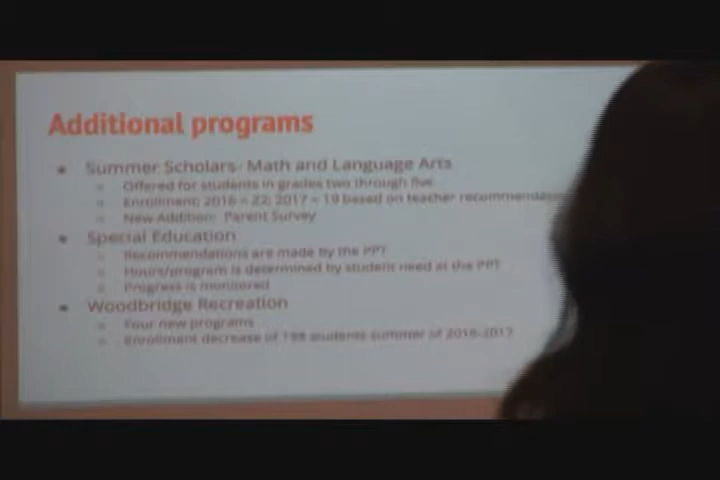 Additional programs
Summer Scholars- Math and Language Arts
Offered for students in grades two through five
Enrollment: 2016 = 22; 2017 = 19 based on teacher
New Addition: Parent Survey
Special Education
Recommendations are made by the PPT
Hours/program is determined by student need at the PPT
Progress is monitored
Woodbridge Recreation
Four new programs
Enrollment decrease of students summer of 2016-2017